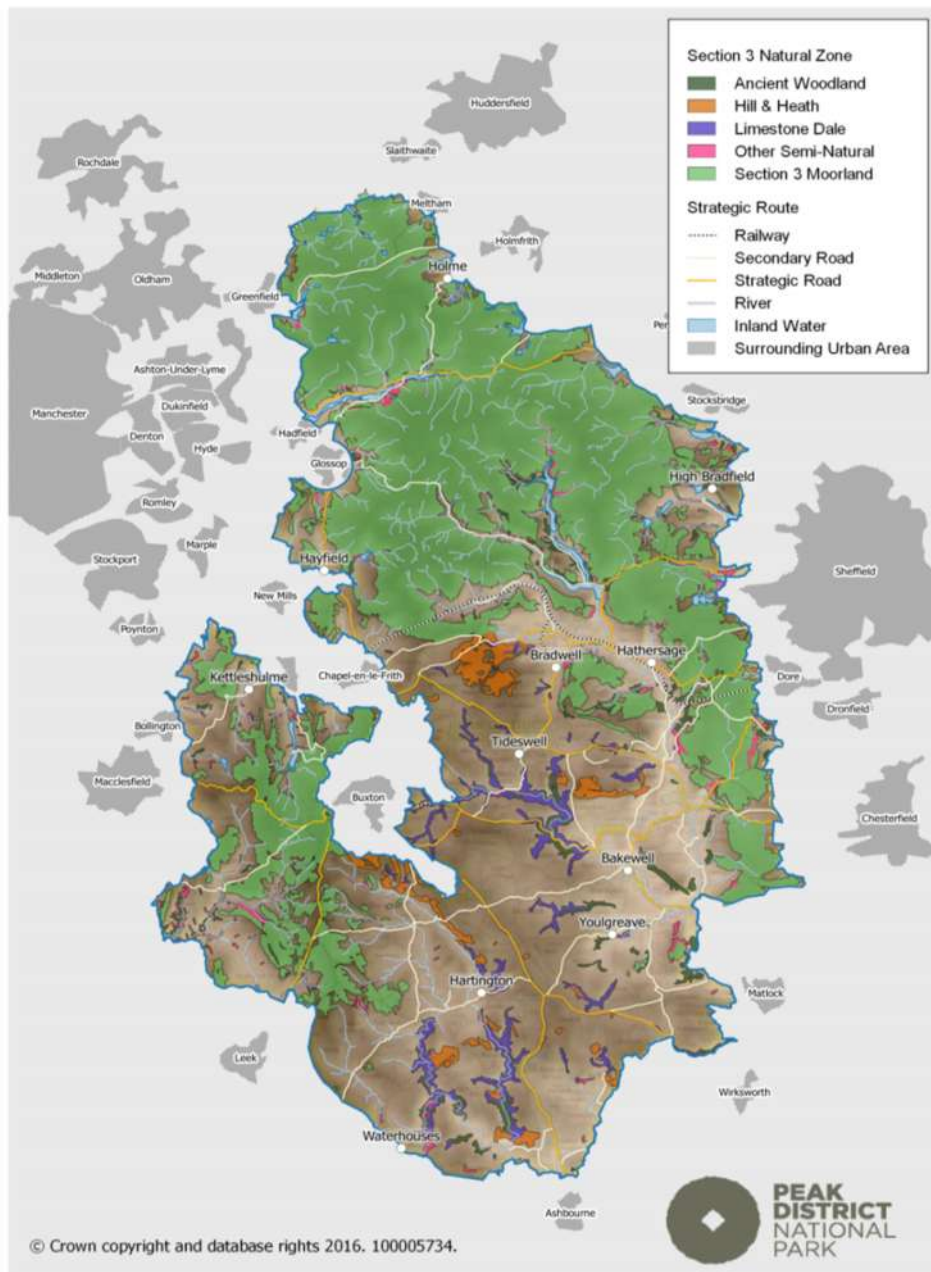 Section 3 Natural Zone
Ancient Woodland
Hill & Heath
Limestone Dale
Other Semi-Natural
Section 3 Moorland
Strategic Route
Railway
Secondary Road
Strategic Road
River
Inland Water
Surrounding Urban Area
Huddersfield
Slaithwaite
Rochdale
Meltham
Holmfirth
Middleton
Oldham
Holme
Greenfield
Pen
Ashton-Under-Lyme
Stocksbridge
Manchester
Dukinfield
Denton
Hadfield
Hyde
Glossop
High Bradfield
Romley
Marple
Stockport
Hayfield
Sheffield
New Mills
Poynton
Bradwell
Hathersage
Kettleshulme
Chapel-en-le-Frith
Dore
Dronfield
Bollington
Tideswell
Macclesfield
Buxton
Chesterfield
Bakewell
Youlgreave
Hartington
Matlock
Leek
Wirksworth
Waterhouses
Ashbourne
PEAK
DISTRICT
NATIONAL
PARK
© Crown copyright and database rights 2016. 100005734.